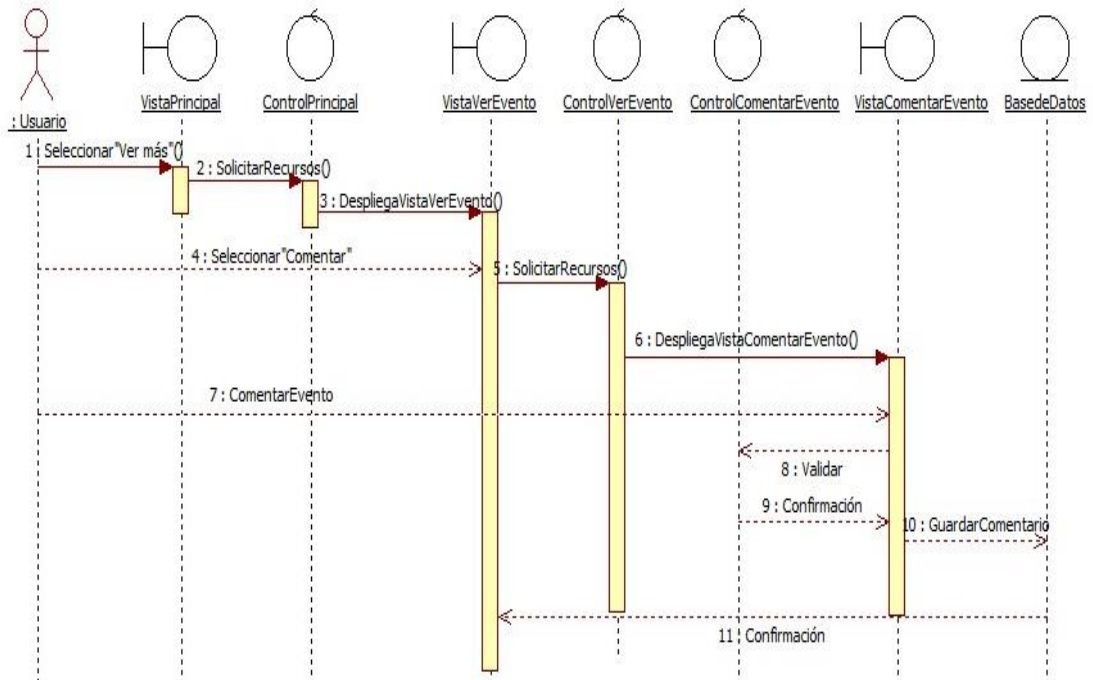 VistaPrincipal
ControlPrincipal
VistaVerEvento
ControlVerEvento
ControlComentarEvento
VistaComentarEvento
BasedeDatos
: Usuario
1 : Seleccionar"Ver más"()
2 : SolicitarRecursos()
3 : DespliegaVistaVerEvento()
4 : Seleccionar"Comentar"
5 : SolicitarRecursos()
6 : DespliegaVistaComentarEvento()
7 : ComentarEvento
8 : Validar
9 : Confirmación
10 : GuardarComentario
11 : Confirmación